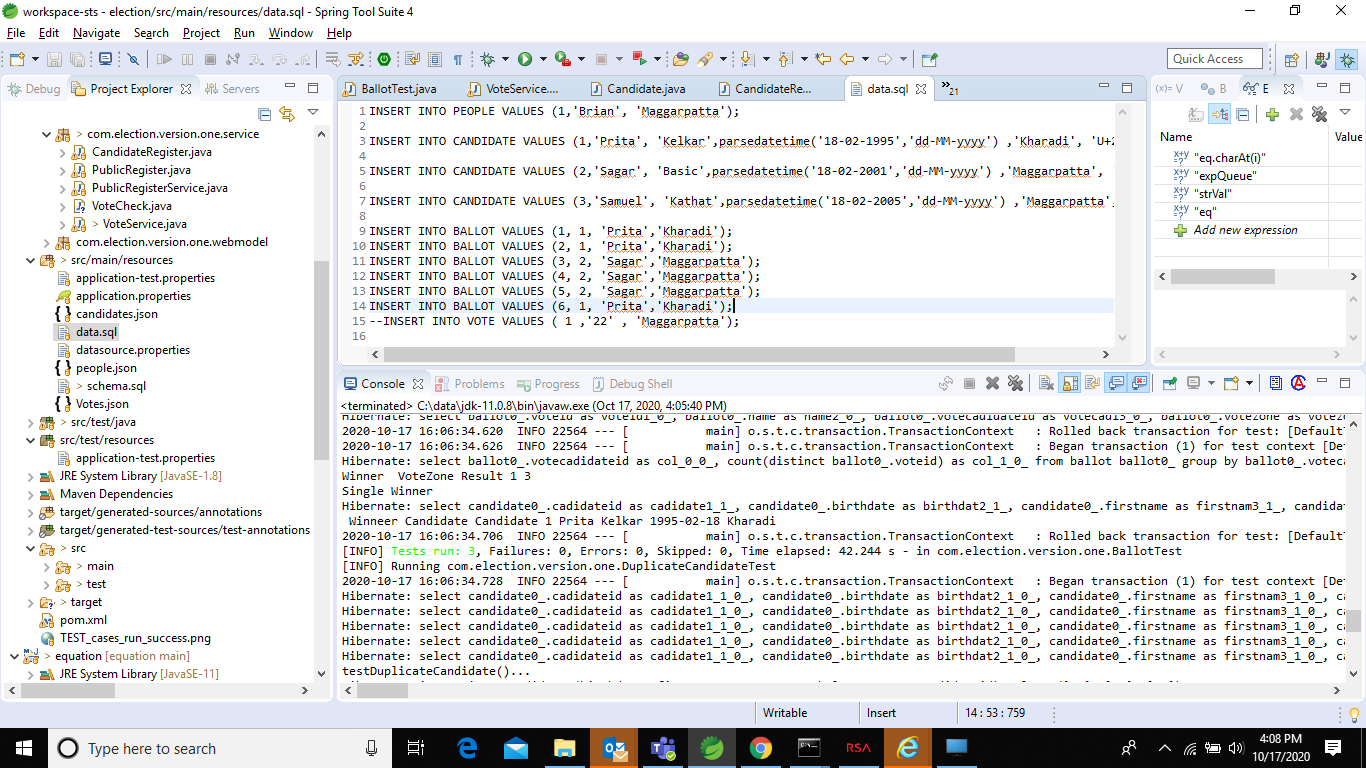 workspace-sts - election/src/main/resources/data.sql - Spring Tool Suite 4
File Edit Navigate Search Project Run Window Help
Quick Access
Debug Project Explorer Servers
> com.election.version.one.service
CandidateRegister.java
PublicRegister.java
PublicRegisterService.java
VoteCheck.java
> VoteService.java
com.election.version.one.webmodel
> src/main/resources
application-test.properties
application.properties
candidates.json
data.sql
datasource.properties
people.json
> schema.sql
Votes.json
> src/test/java
src/test/resources
application-test.properties
JRE System Library [JavaSE-1.8]
Maven Dependencies
target/generated-sources/annotations
target/generated-test-sources/test-annotations
> src
> main
> test
> target
pom.xml
TEST_cases_run_success.png
> equation [equation main]
JRE System Library [JavaSE-11]
BallotTest.java VoteService.... Candidate.java CandidateRe... data.sql »21
1 INSERT INTO PEOPLE VALUES (1,'Brian', 'Maggarpatta');
2
3 INSERT INTO CANDIDATE VALUES (1,'Prita', 'Kelkar',parsedatetime('18-02-1995','dd-MM-yyyy') ,'Kharadi', 'U+2
4
5 INSERT INTO CANDIDATE VALUES (2,'Sagar', 'Basic',parsedatetime('18-02-2001','dd-MM-yyyy') ,'Maggarpatta',
6
7 INSERT INTO CANDIDATE VALUES (3,'Samuel', 'Kathat',parsedatetime('18-02-2005','dd-MM-yyyy') ,'Maggarpatta',
8
9 INSERT INTO BALLOT VALUES (1, 1, 'Prita','Kharadi');
10 INSERT INTO BALLOT VALUES (2, 1, 'Prita','Kharadi');
11 INSERT INTO BALLOT VALUES (3, 2, 'Sagar','Maggarpatta');
12 INSERT INTO BALLOT VALUES (4, 2, 'Sagar','Maggarpatta');
13 INSERT INTO BALLOT VALUES (5, 2, 'Sagar','Maggarpatta');
14 INSERT INTO BALLOT VALUES (6, 1, 'Prita','Kharadi');
15 --INSERT INTO VOTE VALUES ( 1 ,'22' , 'Maggarpatta');
16
(x)= V B E
Name Value
"eq.charAt(i)"
"expQueue"
"strVal"
"eq"
Add new expression
Console Problems Progress Debug Shell
<terminated> C:\data\jdk-11.0.8\bin\javaw.exe (Oct 17, 2020, 4:05:40 PM)
Hibernate: select ballot0_.voteid as voteid1_0_, ballot0_.name as name2_0_, ballot0_.votecadidateid as votecadi3_0_, ballot0_.votezone as votezo
2020-10-17 16:06:34.620 INFO 22564 --- [ main] o.s.t.c.transaction.TransactionContext : Rolled back transaction for test: [DefaultT
2020-10-17 16:06:34.626 INFO 22564 --- [ main] o.s.t.c.transaction.TransactionContext : Began transaction (1) for test context [Def
Hibernate: select ballot0_.votecadidateid as col_0_0_, count(distinct ballot0_.voteid) as col_1_0_ from ballot ballot0_ group by ballot0_.voteca
Winner VoteZone Result 1 3
Single Winner
Hibernate: select candidate0_.cadidateid as cadidate1_1_, candidate0_.birthdate as birthdat2_1_, candidate0_.firstname as firstnam3_1_, candidat
Winneer Candidate Candidate 1 Prita Kelkar 1995-02-18 Kharadi
2020-10-17 16:06:34.706 INFO 22564 --- [ main] o.s.t.c.transaction.TransactionContext : Rolled back transaction for test: [DefaultT
[INFO] Tests run: 3, Failures: 0, Errors: 0, Skipped: 0, Time elapsed: 42.244 s - in com.election.version.one.BallotTest
[INFO] Running com.election.version.one.DuplicateCandidateTest
2020-10-17 16:06:34.728 INFO 22564 --- [ main] o.s.t.c.transaction.TransactionContext : Began transaction (1) for test context [Def
Hibernate: select candidate0_.cadidateid as cadidate1_1_0_, candidate0_.birthdate as birthdat2_1_0_, candidate0_.firstname as firstnam3_1_0_, ca
Hibernate: select candidate0_.cadidateid as cadidate1_1_0_, candidate0_.birthdate as birthdat2_1_0_, candidate0_.firstname as firstnam3_1_0_, ca
Hibernate: select candidate0_.cadidateid as cadidate1_1_0_, candidate0_.birthdate as birthdat2_1_0_, candidate0_.firstname as firstnam3_1_0_, ca
Hibernate: select candidate0_.cadidateid as cadidate1_1_0_, candidate0_.birthdate as birthdat2_1_0_, candidate0_.firstname as firstnam3_1_0_, ca
Hibernate: select candidate0_.cadidateid as cadidate1_1_0_, candidate0_.birthdate as birthdat2_1_0_, candidate0_.firstname as firstnam3_1_0_, ca
testDuplicateCandidate()...
Writable Insert 14 : 53 : 759
Type here to search
RSA
4:08 PM
10/17/2020